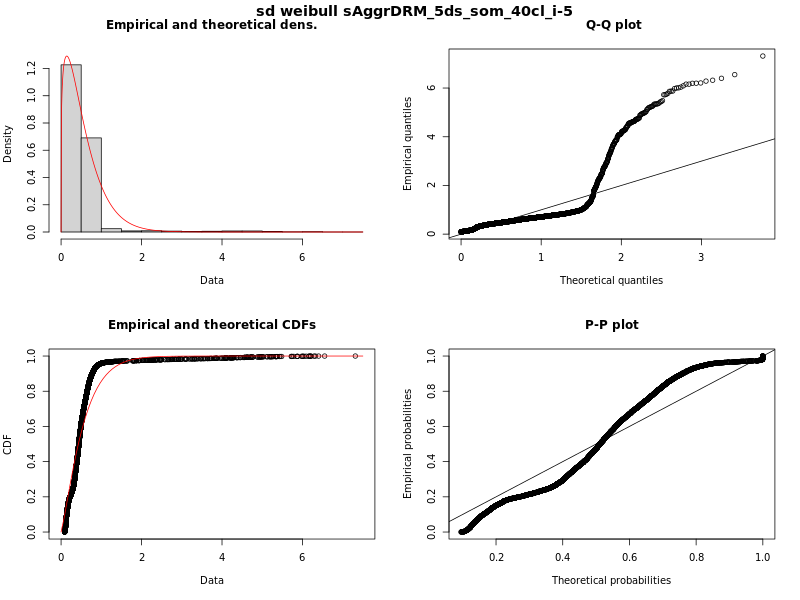 sd weibull sAggrDRM_5ds_som_40cl_i-5
Empirical and theoretical dens.
Density
0.0 0.2 0.4 0.6 0.8 1.0 1.2
0 2 4 6
Data
Q-Q plot
Empirical quantiles
0 2 4 6
0 1 2 3
Theoretical quantiles
Empirical and theoretical CDFs
CDF
0.0 0.2 0.4 0.6 0.8 1.0
0 2 4 6
Data
P-P plot
Empirical probabilities
0.0 0.2 0.4 0.6 0.8 1.0
0.2 0.4 0.6 0.8 1.0
Theoretical probabilities